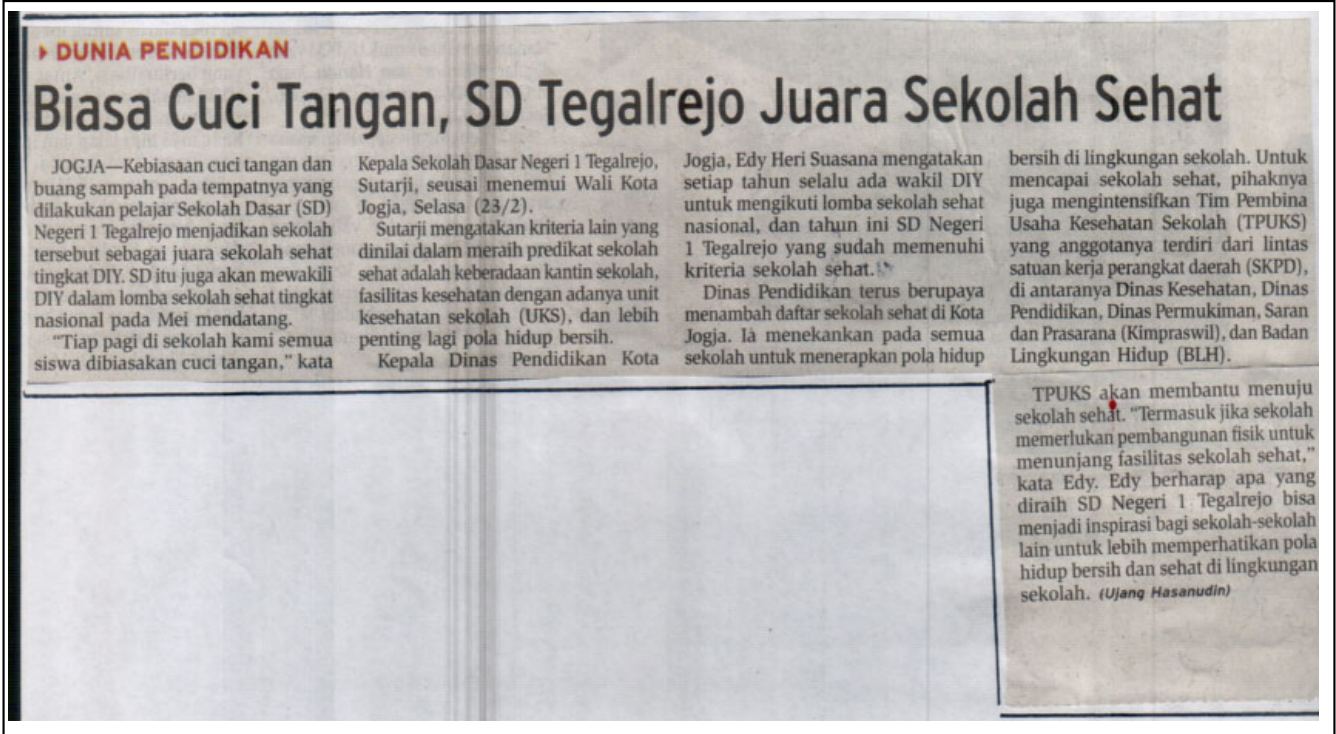 DUNIA PENDIDIKAN
Biasa Cuci Tangan, SD Tegalrejo Juara Sekolah Sehat
JOGJA—Kebiasaan cuci tangan dan
buang sampah pada tempatnya yang
dilakukan pelajar Sekolah Dasar (SD)
Negeri 1 Tegalrejo menjadikan sekolah
tersebut sebagai juara sekolah sehat
tingkat DIY. SD itu juga akan mewakili
DIY dalam lomba sekolah sehat tingkat
nasional pada Mei mendatang.
"Tiap pagi di sekolah kami semua
siswa dibiasakan cuci tangan," kata
Kepala Sekolah Dasar Negeri 1 Tegalrejo,
Sutarji, seusai menemui Wali Kota
Jogja, Selasa (23/2).
Sutarji mengatakan kriteria lain yang
dinilai dalam meraih predikat sekolah
sehat adalah keberadaan kantin sekolah,
fasilitas kesehatan dengan adanya unit
kesehatan sekolah (UKS), dan lebih
penting lagi pola hidup bersih.
Kepala Dinas Pendidikan Kota
Jogja, Edy Heri Suasana mengatakan
setiap tahun selalu ada wakil DIY
untuk mengikuti lomba sekolah sehat
nasional, dan tahun ini SD Negeri
1 Tegalrejo yang sudah memenuhi
kriteria sekolah sehat.
Dinas Pendidikan terus berupaya
menambah daftar sekolah sehat di Kota
Jogja. Ia menekankan pada semua
sekolah untuk menerapkan pola hidup
bersih di lingkungan sekolah. Untuk
mencapai sekolah sehat, pihaknya
juga mengintensifkan Tim Pembina
Usaha Kesehatan Sekolah (TPUKS)
yang anggotanya terdiri dari lintas
satuan kerja perangkat daerah (SKPD),
di antaranya Dinas Kesehatan, Dinas
Pendidikan, Dinas Permukiman, Saran
dan Prasarana (Kimpraswil), dan Badan
Lingkungan Hidup (BLH).
TPUKS akan membantu menuju
sekolah sehat. "Termasuk jika sekolah
memerlukan pembangunan fisik untuk
menunjang fasilitas sekolah sehat,"
kata Edy. Edy berharap apa yang
diraih SD Negeri 1 Tegalrejo bisa
menjadi inspirasi bagi sekolah-sekolah
lain untuk lebih memperhatikan pola
hidup bersih dan sehat di lingkungan
sekolah. (Ujang Hasanudin)